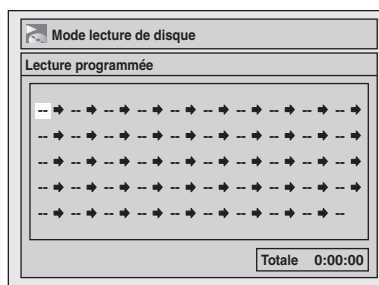 Mode lecture de disque
Lecture programmée
-- ➡ -- ➡ -- ➡ -- ➡ -- ➡ -- ➡ -- ➡ -- ➡
-- ➡ -- ➡ -- ➡ -- ➡ -- ➡ -- ➡ -- ➡ -- ➡
-- ➡ -- ➡ -- ➡ -- ➡ -- ➡ -- ➡ -- ➡ -- ➡
-- ➡ -- ➡ -- ➡ -- ➡ -- ➡ -- ➡ -- ➡ -- ➡
-- ➡ -- ➡ -- ➡ -- ➡ -- ➡ -- ➡ -- ➡ --
Totale 0:00:00